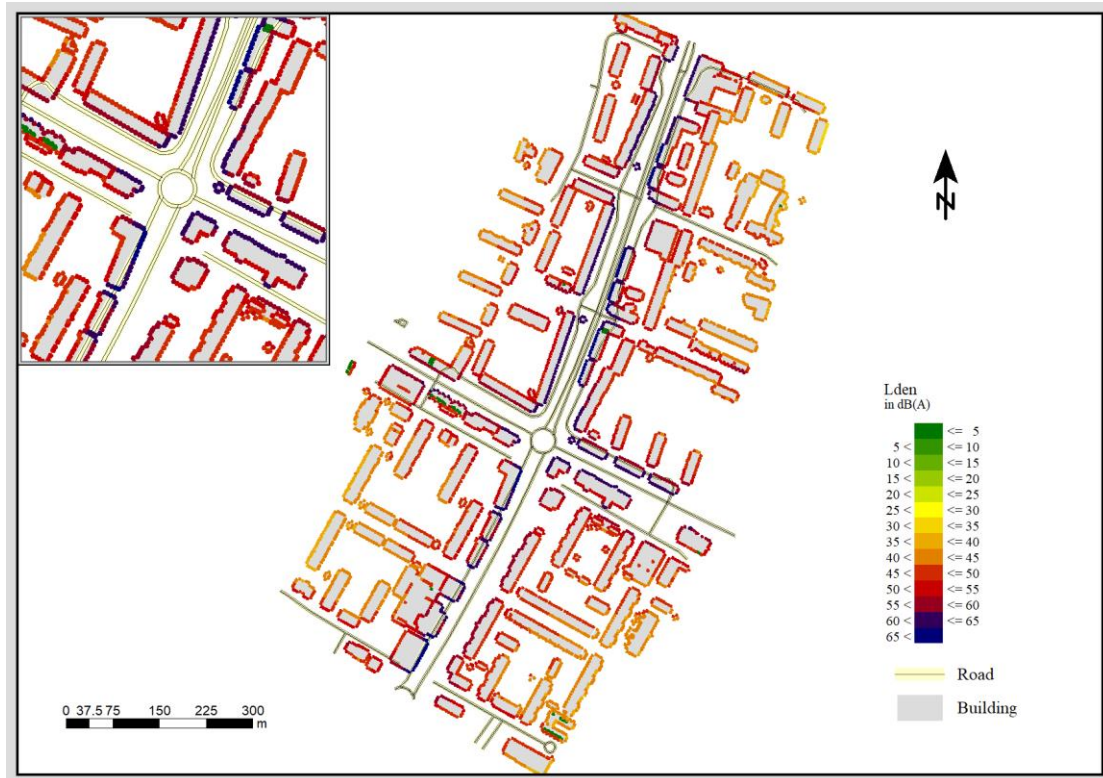 N
Lden
in dB(A)
<= 5
5 < <= 10
10 < <= 15
15 < <= 20
20 < <= 25
25 < <= 30
30 < <= 35
35 < <= 40
40 < <= 45
45 < <= 50
50 < <= 55
55 < <= 60
60 < <= 65
65 <
Road
Building
0 37.5 75 150 225 300
m